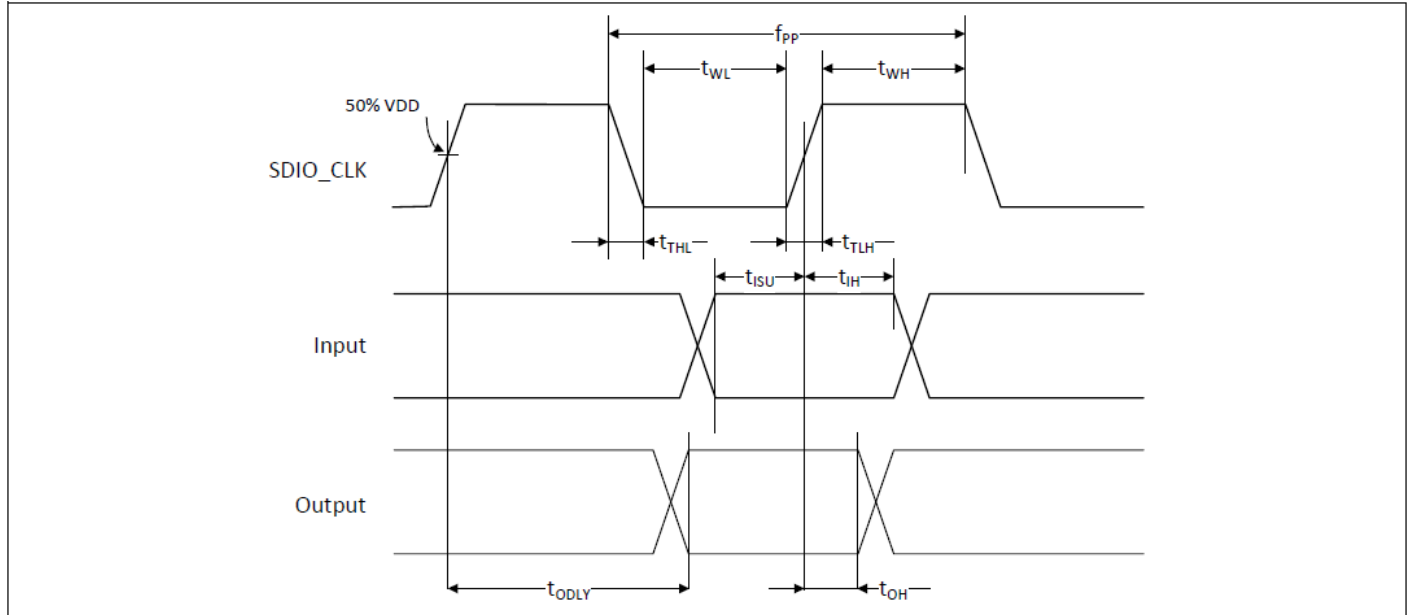 fPP
tWL
tWH
50% VDD
SDIO_CLK
tTHL
tTLH
tISU
tIH
Input
Output
tODLY
tOH